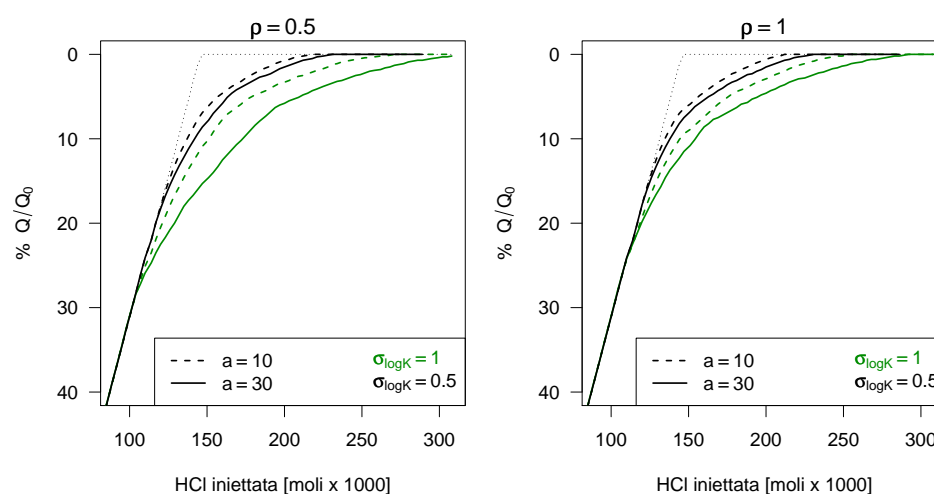 ρ = 0.5
0
10
20
30
40
% Q/Q₀
a = 10 σlogK = 1
a = 30 σlogK = 0.5
100 150 200 250 300
HCl iniettata [moli x 1000]
ρ = 1
0
10
20
30
40
% Q/Q₀
a = 10 σlogK = 1
a = 30 σlogK = 0.5
100 150 200 250 300
HCl iniettata [moli x 1000]